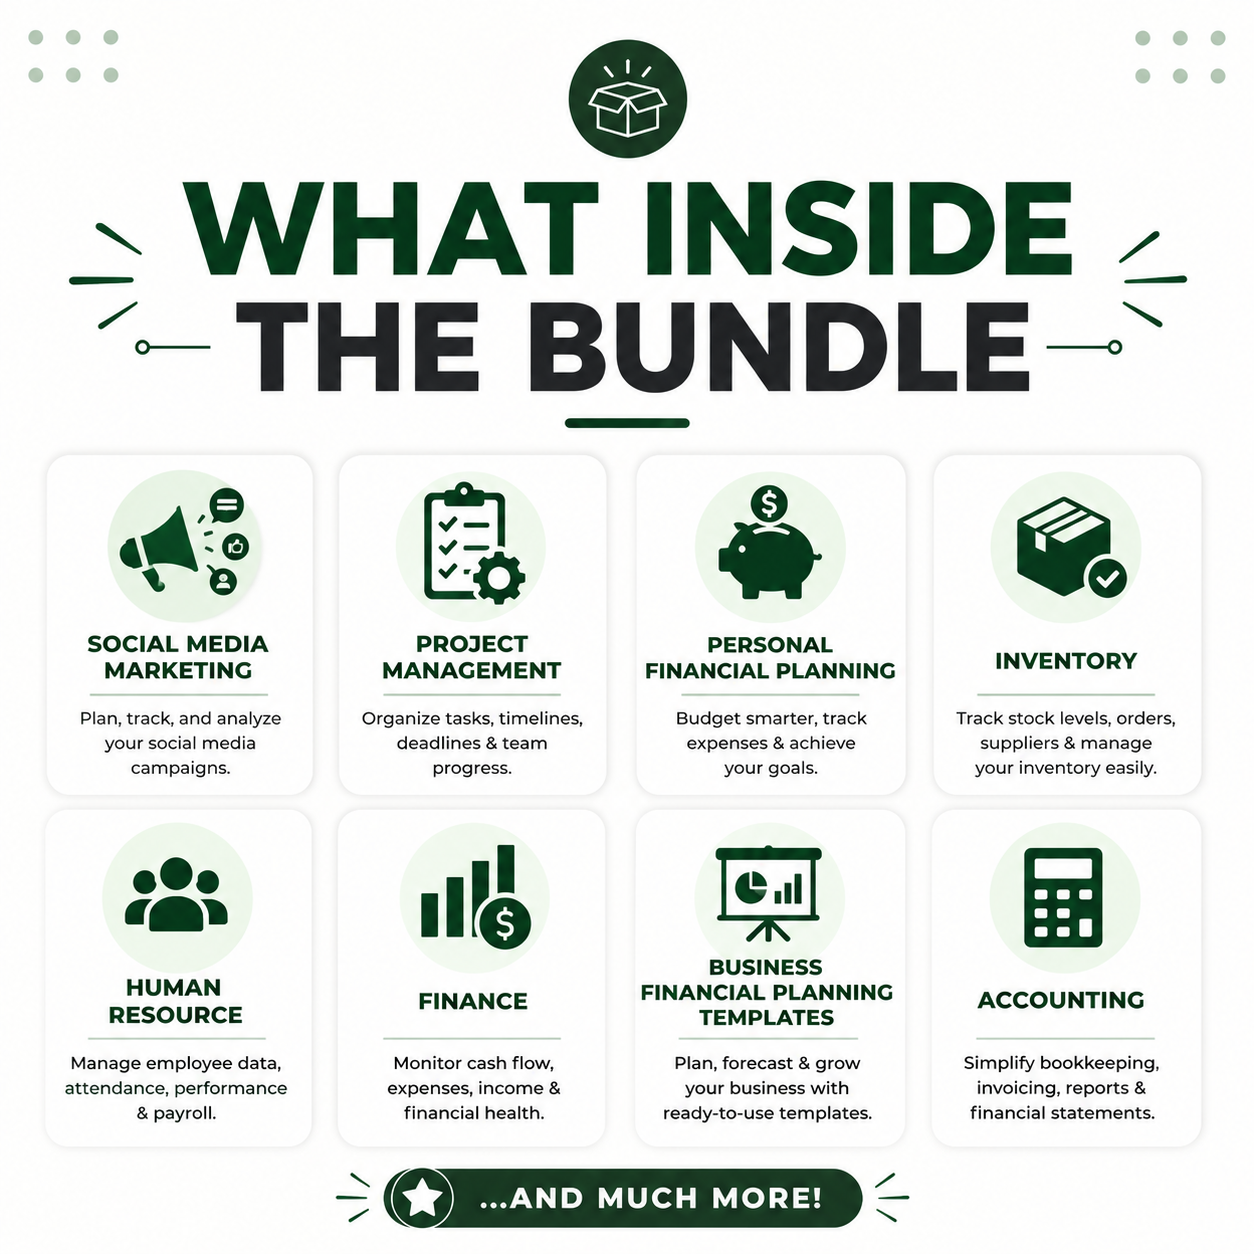 WHAT INSIDE
THE BUNDLE
SOCIAL MEDIA
MARKETING
Plan, track, and analyze
your social media
campaigns.
PROJECT
MANAGEMENT
Organize tasks, timelines,
deadlines & team
progress.
PERSONAL
FINANCIAL PLANNING
Budget smarter, track
expenses & achieve
your goals.
INVENTORY
Track stock levels, orders,
suppliers & manage
your inventory easily.
HUMAN
RESOURCE
Manage employee data,
attendance, performance
& payroll.
FINANCE
Monitor cash flow,
expenses, income &
financial health.
BUSINESS
FINANCIAL PLANNING
TEMPLATES
Plan, forecast & grow
your business with
ready-to-use templates.
ACCOUNTING
Simplify bookkeeping,
invoicing, reports &
financial statements.
...AND MUCH MORE!